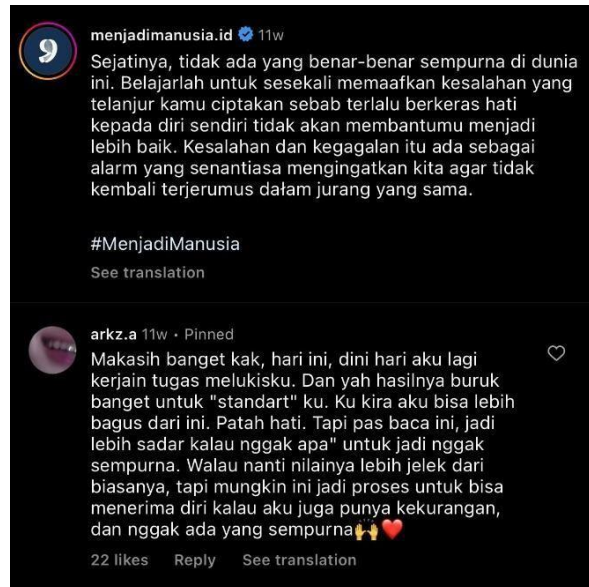 menjadimanusia.id 11w
Sejatinya, tidak ada yang benar-benar sempurna di dunia
ini. Belajarlah untuk sesekali memaafkan kesalahan yang
telanjur kamu ciptakan sebab terlalu berkeras hati
kepada diri sendiri tidak akan membantumu menjadi
lebih baik. Kesalahan dan kegagalan itu ada sebagai
alarm yang senantiasa mengingatkan kita agar tidak
kembali terjerumus dałam jurang yang sama.
#MenjadiManusia
See translation
arkz.a 11w • Pinned
Makasih banget kak, hari ini, dini hari aku lagi
kerjain tugas melukisku. Dan yah hasilnya buruk
banget untuk "standart" ku. Ku kira aku bisa lebih
bagus dari ini. Patah hati. Tapi pas baca ini, jadi
lebih sadar kalau nggak apa" untuk jadi nggak
sempurna. Walau nanti nilainya lebih jelek dari
biasanya, tapi mungkin ini jadi proses untuk bisa
menerima diri kalau aku juga punya kekurangan,
dan nggak ada yang sempurna🙌❤️
22 likes Reply See translation